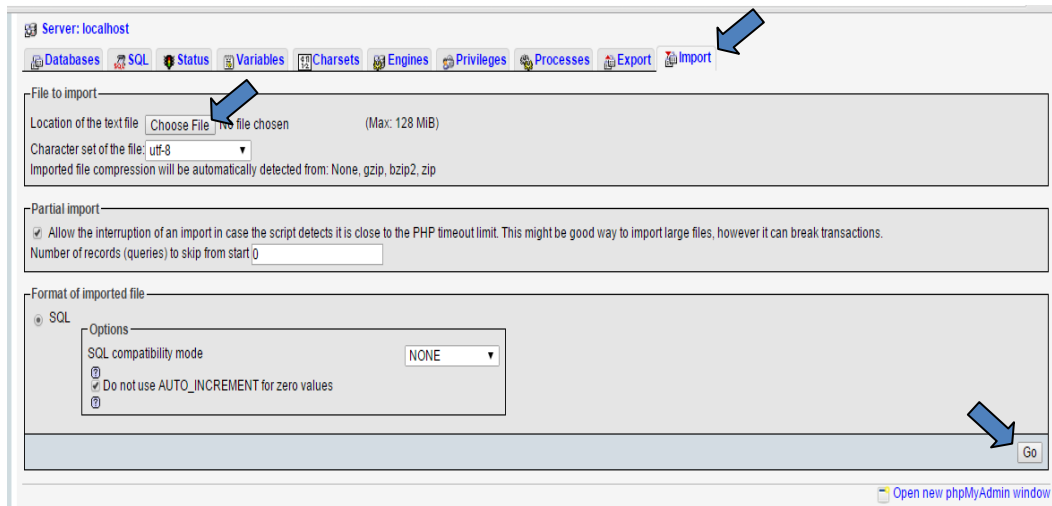 Server: localhost
Databases SQL Status Variables Charsets Engines Privileges Processes Export Import
File to import
Location of the text file Choose File No file chosen (Max: 128 MiB)
Character set of the file: utf-8
Imported file compression will be automatically detected from: None, gzip, bzip2, zip
Partial import
Allow the interruption of an import in case the script detects it is close to the PHP timeout limit. This might be good way to import large files, however it can break transactions.
Number of records (queries) to skip from start 0
Format of imported file
SQL
Options
SQL compatibility mode NONE
?
Do not use AUTO_INCREMENT for zero values
?
Go
Open new phpMyAdmin window